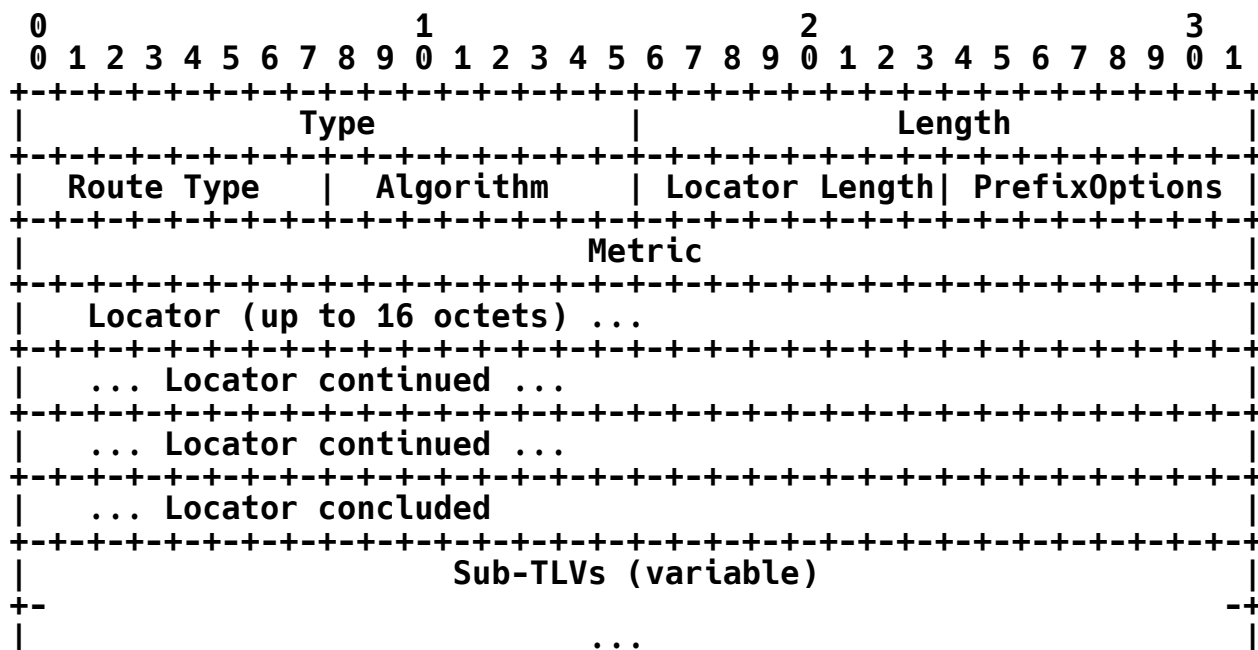 0                   1                   2                   3
 0 1 2 3 4 5 6 7 8 9 0 1 2 3 4 5 6 7 8 9 0 1 2 3 4 5 6 7 8 9 0 1
+-+-+-+-+-+-+-+-+-+-+-+-+-+-+-+-+-+-+-+-+-+-+-+-+-+-+-+-+-+-+-+-+
|              Type             |             Length            |
+-+-+-+-+-+-+-+-+-+-+-+-+-+-+-+-+-+-+-+-+-+-+-+-+-+-+-+-+-+-+-+-+
|  Route Type   |  Algorithm    | Locator Length| PrefixOptions |
+-+-+-+-+-+-+-+-+-+-+-+-+-+-+-+-+-+-+-+-+-+-+-+-+-+-+-+-+-+-+-+-+
|                             Metric                            |
+-+-+-+-+-+-+-+-+-+-+-+-+-+-+-+-+-+-+-+-+-+-+-+-+-+-+-+-+-+-+-+-+
|   Locator (up to 16 octets) ...                               |
+-+-+-+-+-+-+-+-+-+-+-+-+-+-+-+-+-+-+-+-+-+-+-+-+-+-+-+-+-+-+-+-+
|   ... Locator continued ...                                   |
+-+-+-+-+-+-+-+-+-+-+-+-+-+-+-+-+-+-+-+-+-+-+-+-+-+-+-+-+-+-+-+-+
|   ... Locator continued ...                                   |
+-+-+-+-+-+-+-+-+-+-+-+-+-+-+-+-+-+-+-+-+-+-+-+-+-+-+-+-+-+-+-+-+
|   ... Locator concluded                                       |
+-+-+-+-+-+-+-+-+-+-+-+-+-+-+-+-+-+-+-+-+-+-+-+-+-+-+-+-+-+-+-+-+
|                      Sub-TLVs (variable)                      |
+-                                                             -+
|                             ...                               |